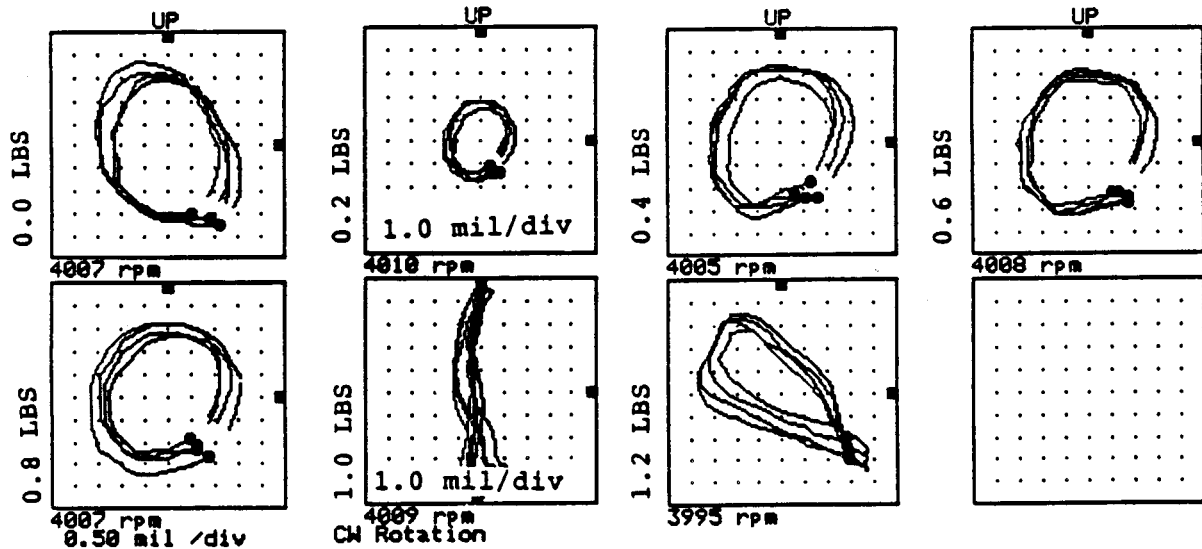 UP
UP
UP
UP
0.0 LBS
0.2 LBS
0.4 LBS
0.6 LBS
1.0 mil/div
4007 rpm
4010 rpm
4005 rpm
4008 rpm
0.8 LBS
1.0 LBS
1.2 LBS
1.0 mil/div
4007 rpm
4009 rpm
3995 rpm
0.50 mil /div
CW Rotation